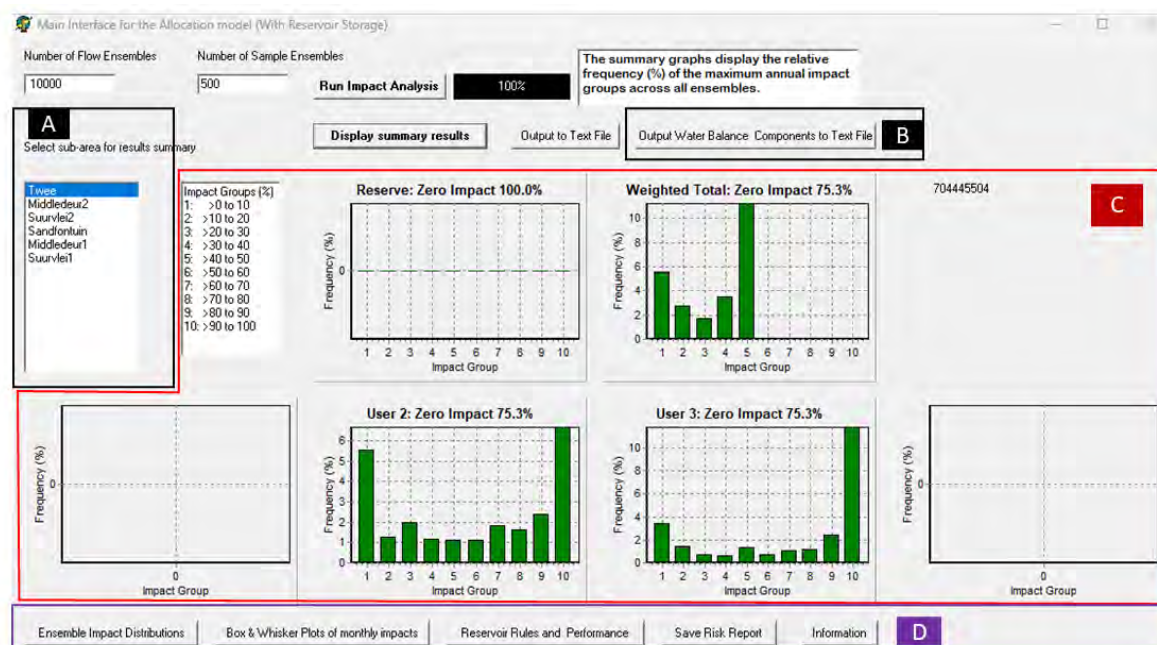 Main Interface for the Allocation model (With Reservoir Storage)
Number of Flow Ensembles
Number of Sample Ensembles
10000
500
Run Impact Analysis
100%
The summary graphs display the relative
frequency (%) of the maximum annual impact
groups across all ensembles.
A
Select sub-area for results summary
Display summary results
Output to Text File
Output Water Balance Components to Text File
B
Twee
Middledeur2
Suurvlei2
Sandfontuin
Middledeur1
Suurvlei1
Impact Groups (%)
1: >0 to 10
2: >10 to 20
3: >20 to 30
4: >30 to 40
5: >40 to 50
6: >50 to 60
7: >60 to 70
8: >70 to 80
9: >80 to 90
10: >90 to 100
Reserve: Zero Impact 100.0%
Frequency (%)
0
1 2 3 4 5 6 7 8 9 10
Impact Group
Weighted Total: Zero Impact 75.3%
Frequency (%)
10
8
6
4
2
0
1 2 3 4 5 6 7 8 9 10
Impact Group
704445504
C
Frequency (%)
0
0
Impact Group
User 2: Zero Impact 75.3%
Frequency (%)
6
5
4
3
2
1
0
1 2 3 4 5 6 7 8 9 10
Impact Group
User 3: Zero Impact 75.3%
Frequency (%)
10
8
6
4
2
0
1 2 3 4 5 6 7 8 9 10
Impact Group
Frequency (%)
0
0
Impact Group
Ensemble Impact Distributions
Box & Whisker Plots of monthly impacts
Reservoir Rules and Performance
Save Risk Report
Information
D